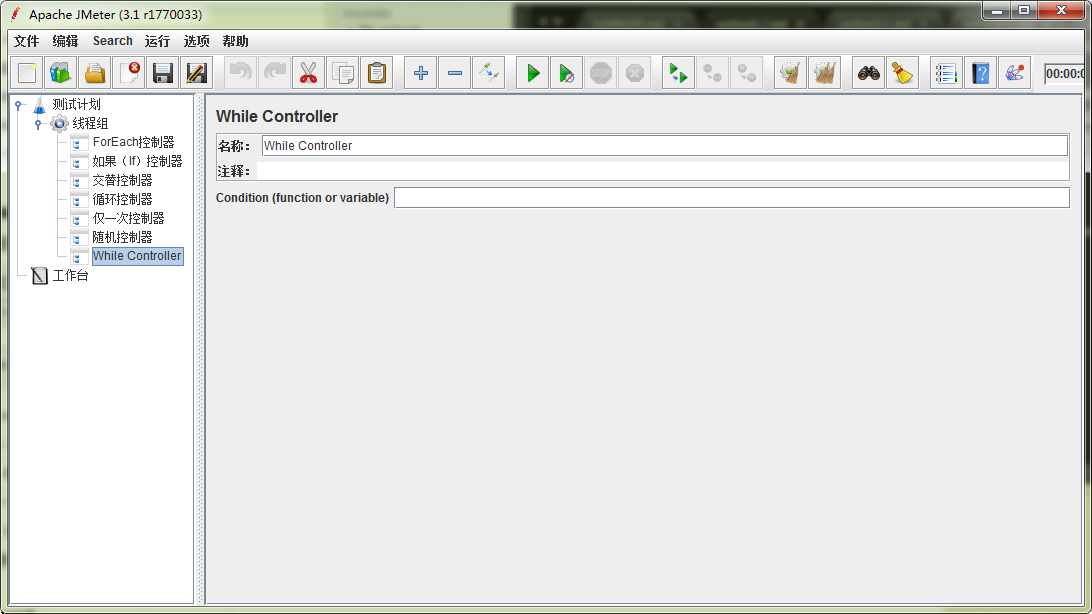 Apache JMeter (3.1 r1770033)
文件 编辑 Search 运行 选项 帮助
STOP
00:00:0
测试计划
线程组
ForEach控制器
如果（If）控制器
交替控制器
循环控制器
仅一次控制器
随机控制器
While Controller
工作台
While Controller
名称： While Controller
注释：
Condition (function or variable)